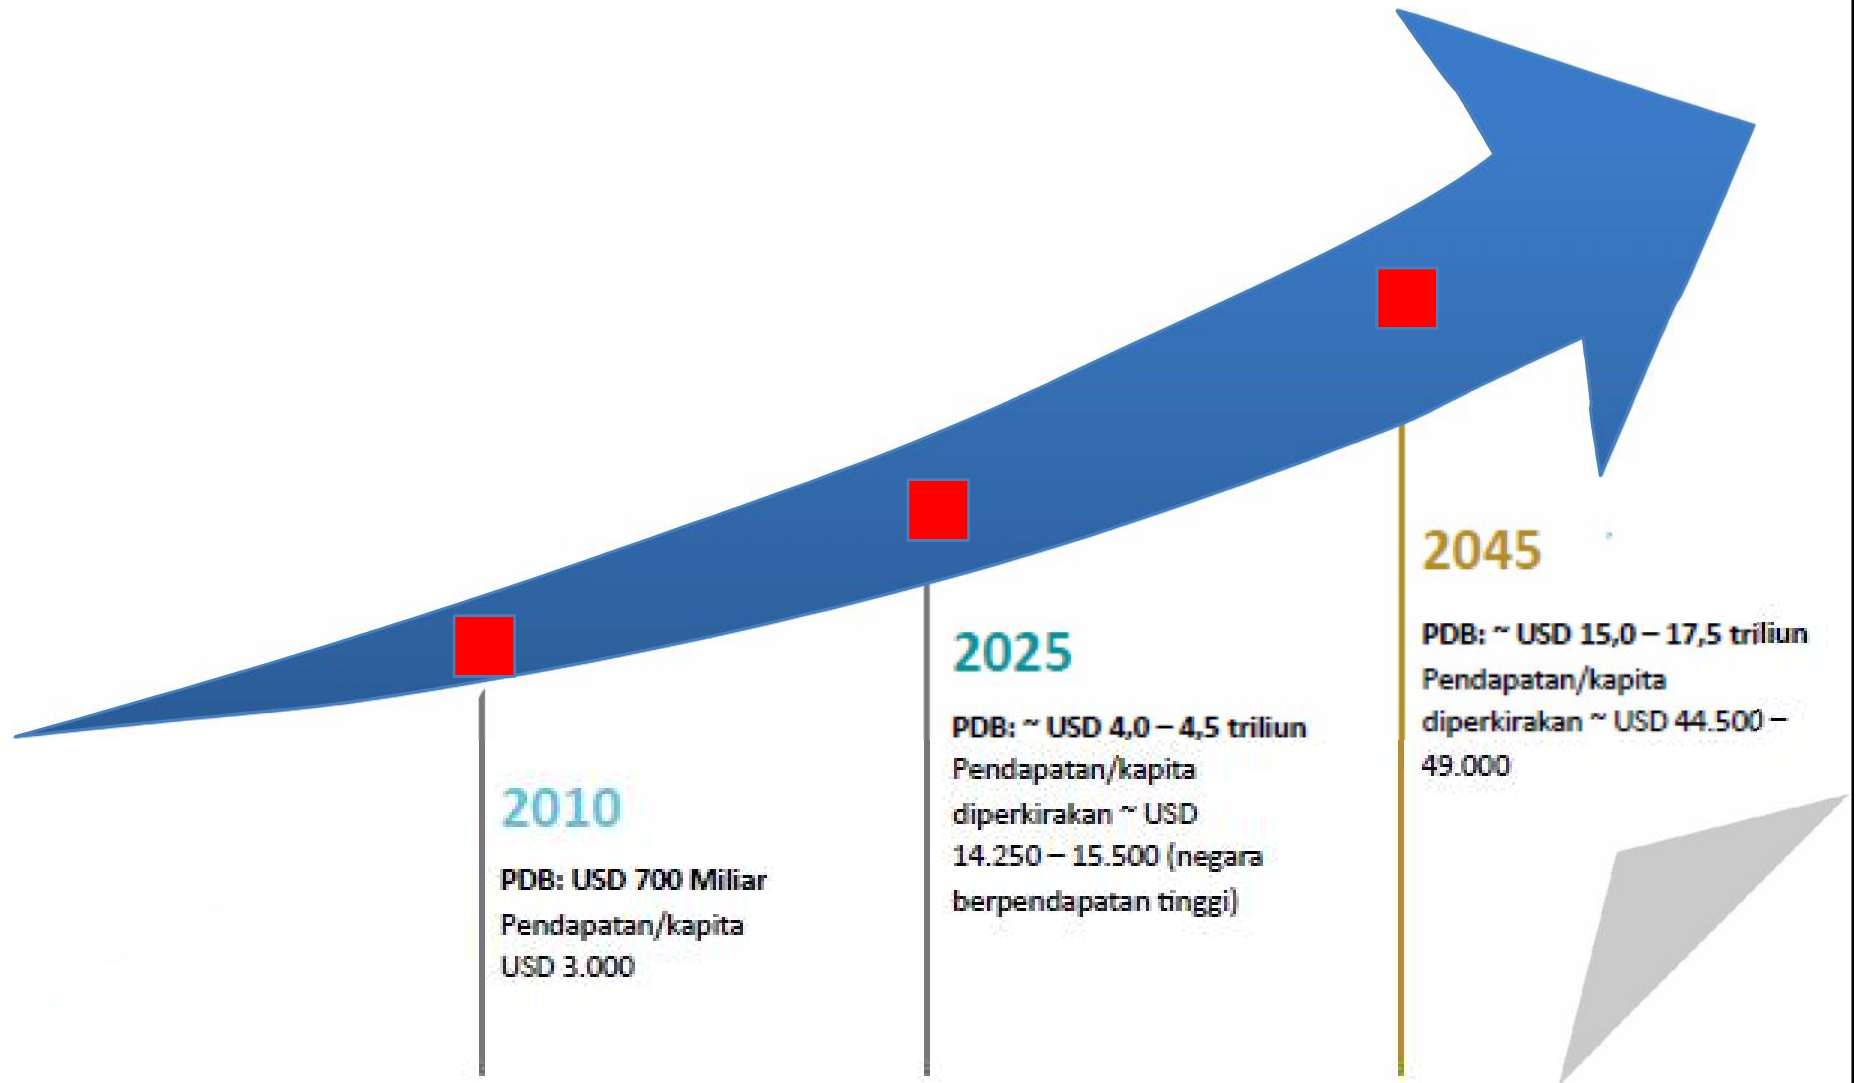 2010
PDB: USD 700 Miliar
Pendapatan/kapita
USD 3.000
2025
PDB: ~ USD 4,0 – 4,5 triliun
Pendapatan/kapita
diperkirakan ~ USD
14.250 – 15.500 (negara
berpendapatan tinggi)
2045
PDB: ~ USD 15,0 – 17,5 triliun
Pendapatan/kapita
diperkirakan ~ USD 44.500 –
49.000